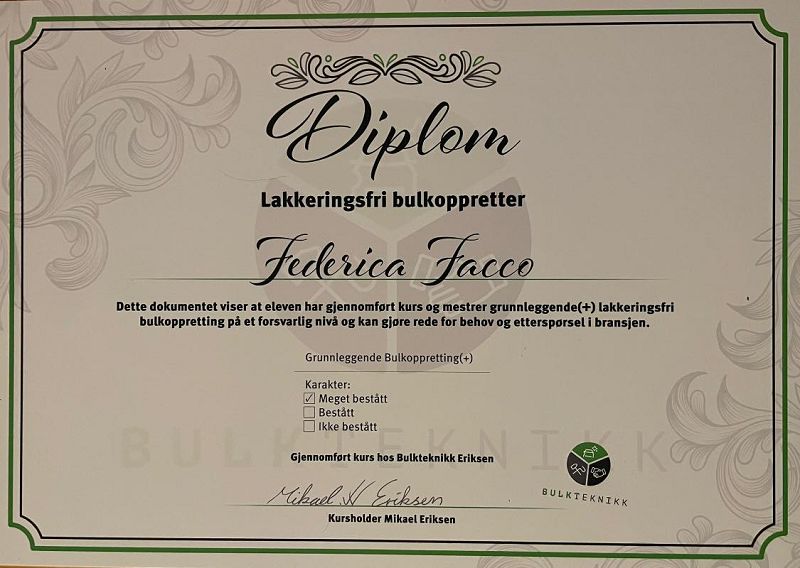 Diplom
Lakkeringsfri bulkoppretter
Federica Facco
Dette dokumentet viser at eleven har gjennomført kurs og mestrer grunnleggende(+) lakkeringsfri
bulkoppretting på et forsvarlig nivå og kan gjøre rede for behov og etterspørsel i bransjen.
Grunnleggende Bulkoppretting(+)
Karakter:
✓ Meget bestått
Bestått
Ikke bestått
BULKTEKNIKK
Gjennomført kurs hos Bulkteknikk Eriksen
BULKTEKNIKK
Mikael H Eriksen
Kursholder Mikael Eriksen